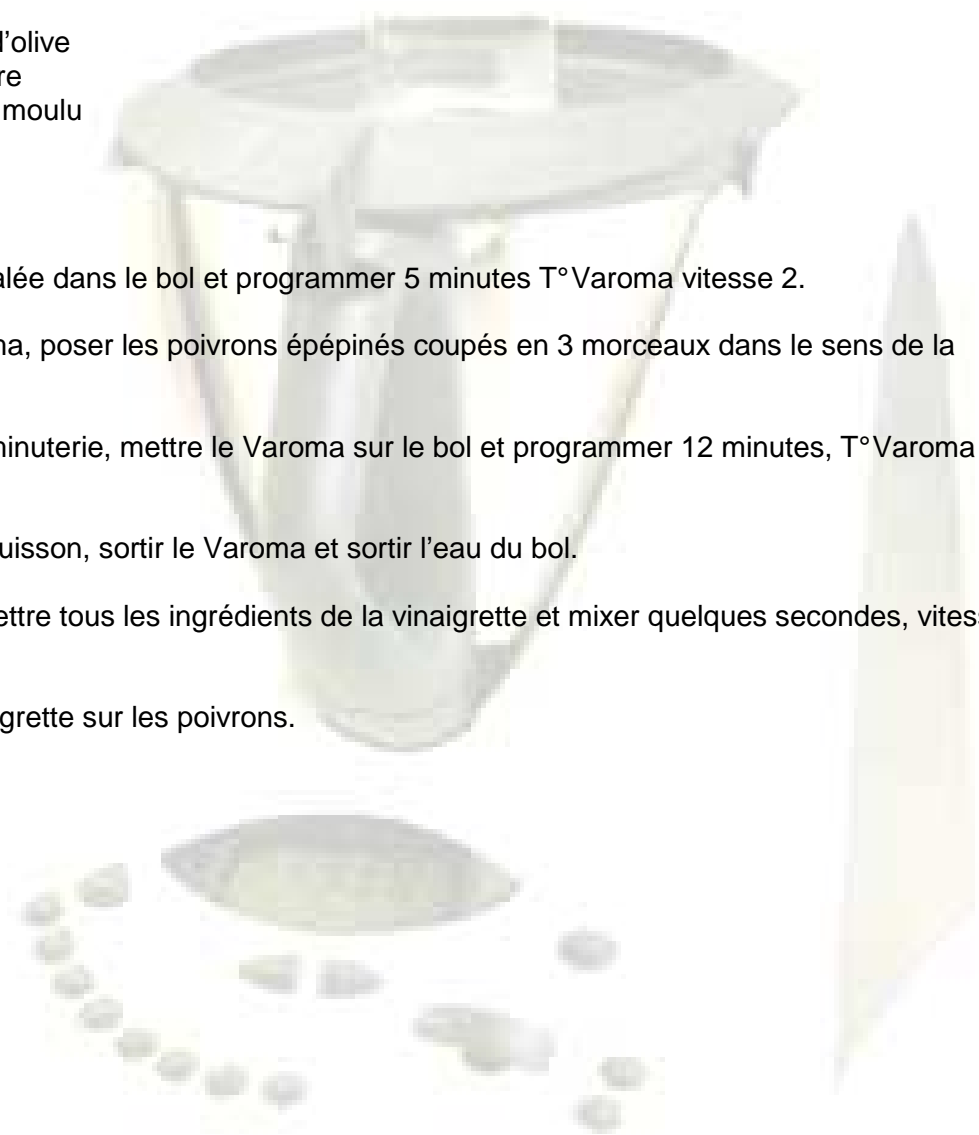 l'olive
re
moulu
alée dans le bol et programmer 5 minutes T°Varoma vitesse 2.
na, poser les poivrons épépinés coupés en 3 morceaux dans le sens de la
ninuterie, mettre le Varoma sur le bol et programmer 12 minutes, T°Varoma
uisson, sortir le Varoma et sortir l'eau du bol.
ettre tous les ingrédients de la vinaigrette et mixer quelques secondes, vites
grette sur les poivrons.